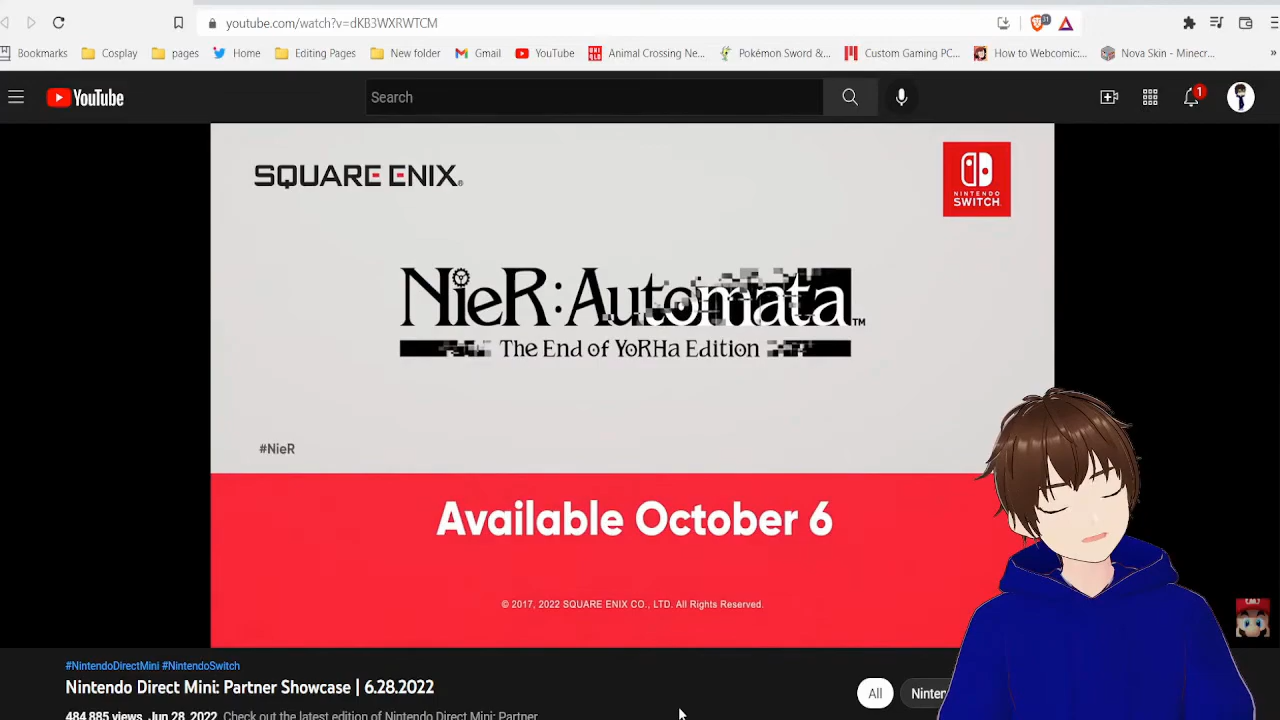 youtube.com/watch?v=dKB3WXRWTCM
31
Bookmarks Cosplay pages Home Editing Pages New folder Gmail YouTube Animal Crossing Ne... Pokémon Sword &... Custom Gaming PC... How to Webcomic:... Nova Skin - Minecr...
YouTube
Search
1
SQUARE ENIX®
NINTENDO
SWITCH
NieR:Automata™
The End of YoRHa Edition
#NieR
Available October 6
© 2017, 2022 SQUARE ENIX CO., LTD. All Rights Reserved.
#NintendoDirectMini #NintendoSwitch
Nintendo Direct Mini: Partner Showcase | 6.28.2022
All
484,885 views Jun 28, 2022 Check out the latest edition of Nintendo Direct Mini: Partner